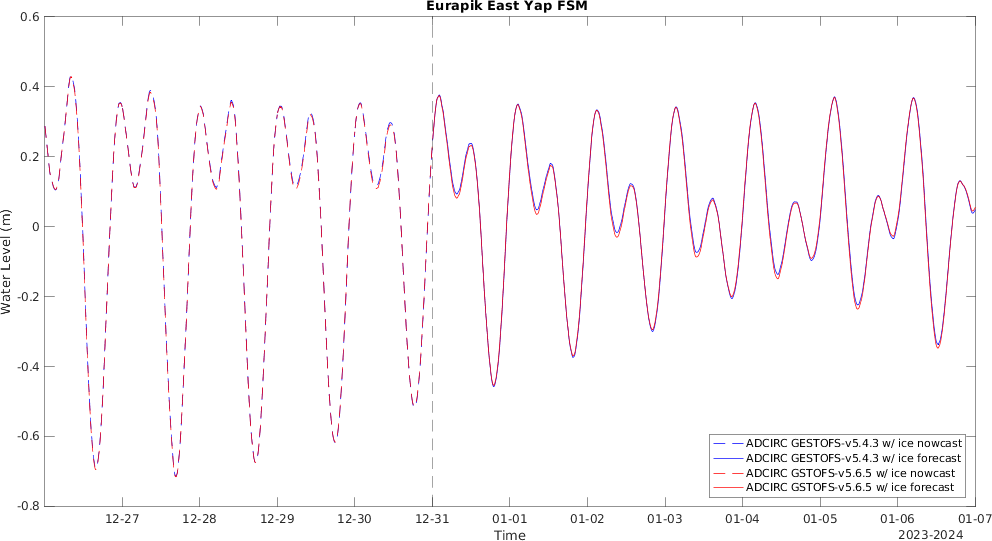 Eurapik East Yap FSM
0.6
0.4
0.2
0
-0.2
-0.4
-0.6
-0.8
Water Level (m)
ADCIRC GESTOFS-v5.4.3 w/ ice nowcast
ADCIRC GESTOFS-v5.4.3 w/ ice forecast
ADCIRC GSTOFS-v5.6.5 w/ ice nowcast
ADCIRC GSTOFS-v5.6.5 w/ ice forecast
12-27 12-28 12-29 12-30 12-31 01-01 01-02 01-03 01-04 01-05 01-06 01-07
Time
2023-2024